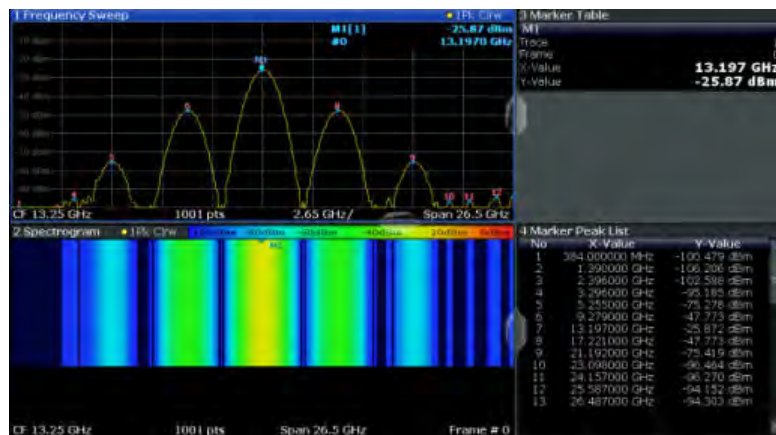 1 Frequency Sweep
1Pk Clrw
M1[1]
-25.87 dBm
13.1970 GHz
M1
CF 13.25 GHz
1001 pts
2.65 GHz/
Span 26.5 GHz
2 Spectrogram
1Pk Clrw
CF 13.25 GHz
1001 pts
Span 26.5 GHz
Frame # 0
3 Marker Table
M1
Trace
Frame
X-Value
13.197 GHz
Y-Value
-25.87 dBm
4 Marker Peak List
No X-Value Y-Value
1 384.000000 MHz -106.479 dBm
2 1.390000 GHz -106.206 dBm
3 2.396000 GHz -102.588 dBm
4 3.296000 GHz -95.185 dBm
5 5.255000 GHz -75.278 dBm
6 9.279000 GHz -47.773 dBm
7 13.197000 GHz -25.872 dBm
8 17.221000 GHz -47.773 dBm
9 21.192000 GHz -75.419 dBm
10 23.098000 GHz -96.464 dBm
11 24.157000 GHz -96.270 dBm
12 25.587000 GHz -94.152 dBm
13 26.487000 GHz -94.303 dBm